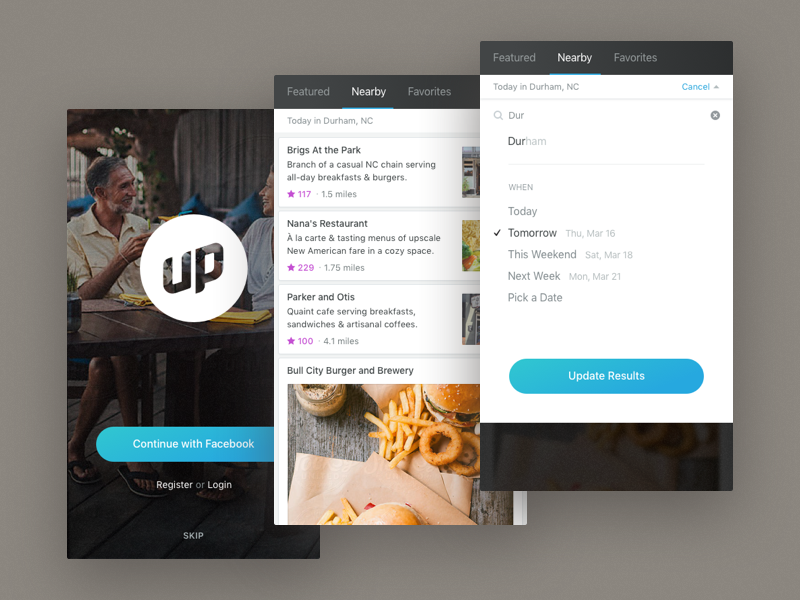 up
Continue with Facebook
Register or Login
SKIP
Featured Nearby Favorites
Today in Durham, NC
Brigs At the Park
Branch of a casual NC chain serving
all-day breakfasts & burgers.
117 · 1.5 miles
Nana's Restaurant
À la carte & tasting menus of upscale
New American fare in a cozy space.
229 · 1.75 miles
Parker and Otis
Quaint cafe serving breakfasts,
sandwiches & artisanal coffees.
100 · 4.1 miles
Bull City Burger and Brewery
Featured Nearby Favorites
Today in Durham, NC Cancel
Dur
Durham
WHEN
Today
Tomorrow Thu, Mar 16
This Weekend Sat, Mar 18
Next Week Mon, Mar 21
Pick a Date
Update Results